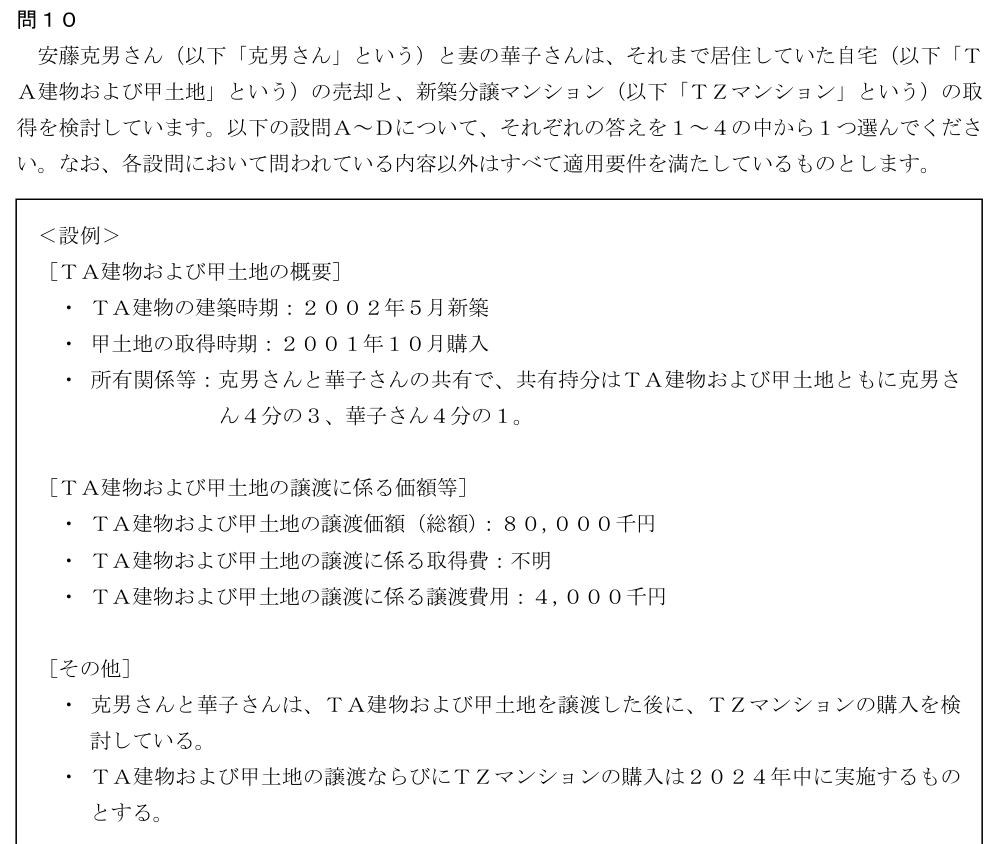 問１０
安藤克男さん（以下「克男さん」という）と妻の華子さんは、それまで居住していた自宅（以下「Ｔ
Ａ建物および甲土地」という）の売却と、新築分譲マンション（以下「ＴＺマンション」という）の取
得を検討しています。以下の設問Ａ～Ｄについて、それぞれの答えを１～４の中から１つ選んでくださ
い。なお、各設問において問われている内容以外はすべて適用要件を満たしているものとします。
＜設例＞
［ＴＡ建物および甲土地の概要］
・ ＴＡ建物の建築時期：２００２年５月新築
・ 甲土地の取得時期：２００１年１０月購入
・ 所有関係等：克男さんと華子さんの共有で、共有持分はＴＡ建物および甲土地ともに克男さ
ん４分の３、華子さん４分の１。
［ＴＡ建物および甲土地の譲渡に係る価額等］
・ ＴＡ建物および甲土地の譲渡価額（総額）：８０，０００千円
・ ＴＡ建物および甲土地の譲渡に係る取得費：不明
・ ＴＡ建物および甲土地の譲渡に係る譲渡費用：４，０００千円
［その他］
・ 克男さんと華子さんは、ＴＡ建物および甲土地を譲渡した後に、ＴＺマンションの購入を検
討している。
・ ＴＡ建物および甲土地の譲渡ならびにＴＺマンションの購入は２０２４年中に実施するもの
とする。